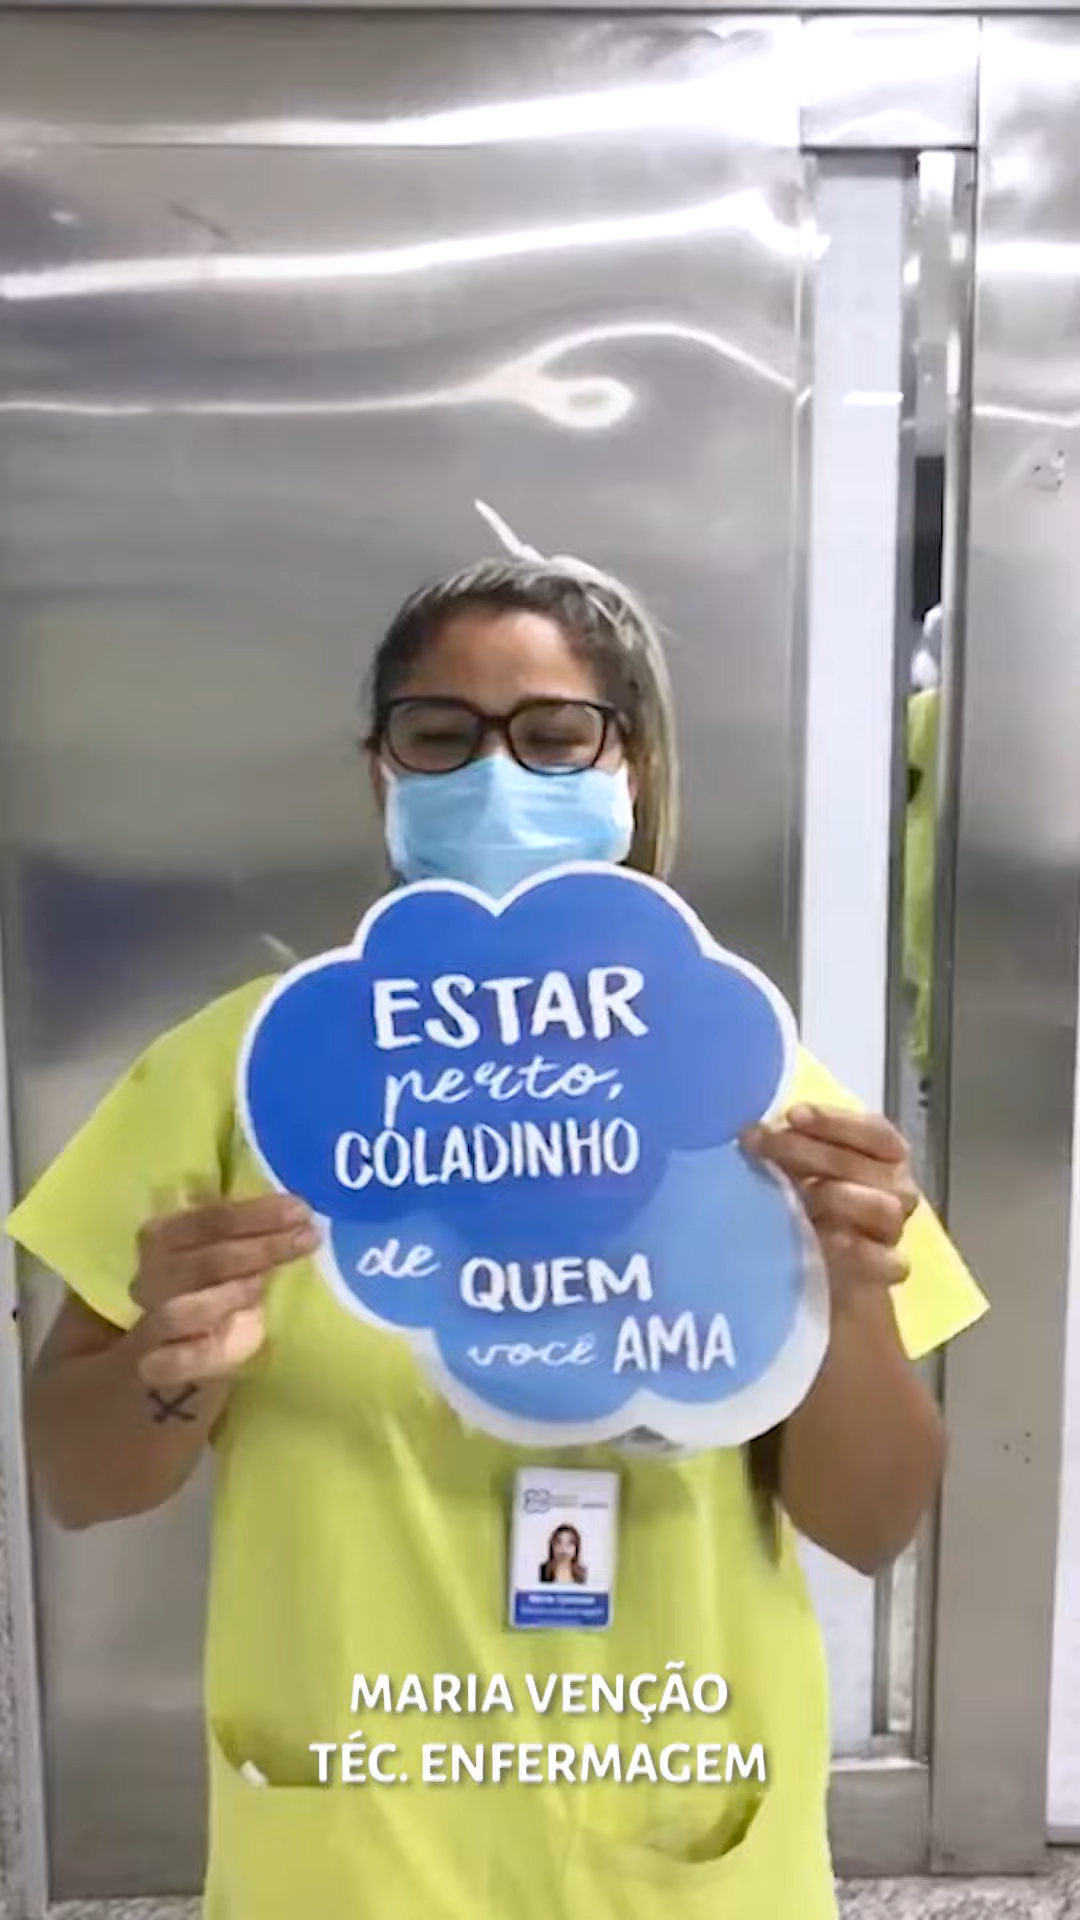 ESTAR
perto,
COLADINHO
de QUEM
você AMA
MARIA VENÇÃO
TÉC. ENFERMAGEM